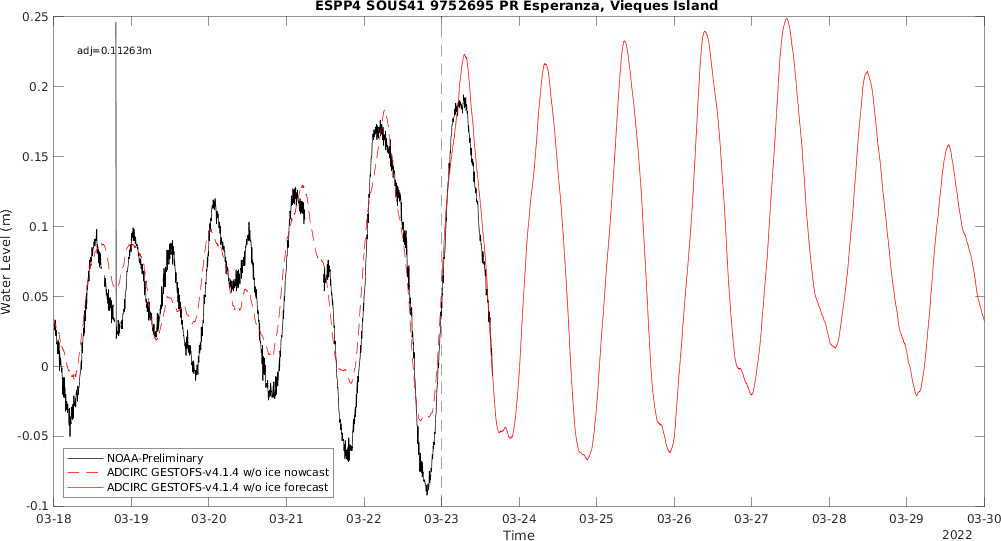 ESPP4 SOUS41 9752695 PR Esperanza, Vieques Island
0.25
adj=0.11263m
0.2
0.15
0.1
0.05
0
-0.05
-0.1
Water Level (m)
NOAA-Preliminary
ADCIRC GESTOFS-v4.1.4 w/o ice nowcast
ADCIRC GESTOFS-v4.1.4 w/o ice forecast
03-18 03-19 03-20 03-21 03-22 03-23 03-24 03-25 03-26 03-27 03-28 03-29 03-30
Time
2022